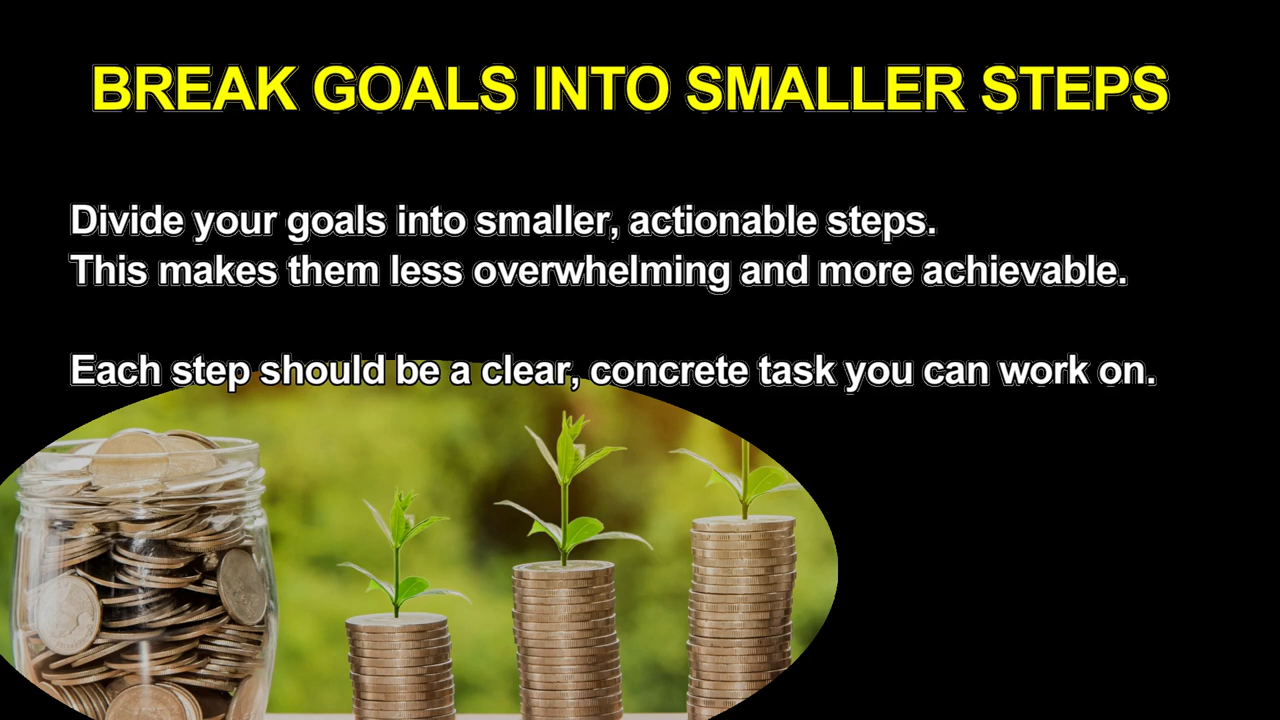 BREAK GOALS INTO SMALLER STEPS
Divide your goals into smaller, actionable steps.
This makes them less overwhelming and more achievable.
Each step should be a clear, concrete task you can work on.